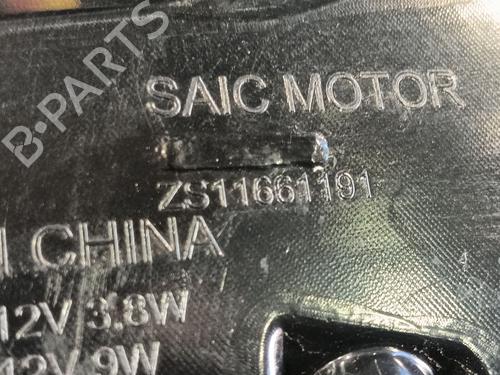 B-PARTS
SAIC MOTOR
ZS11661191
N CHINA
12V 3.8W
12V 9W